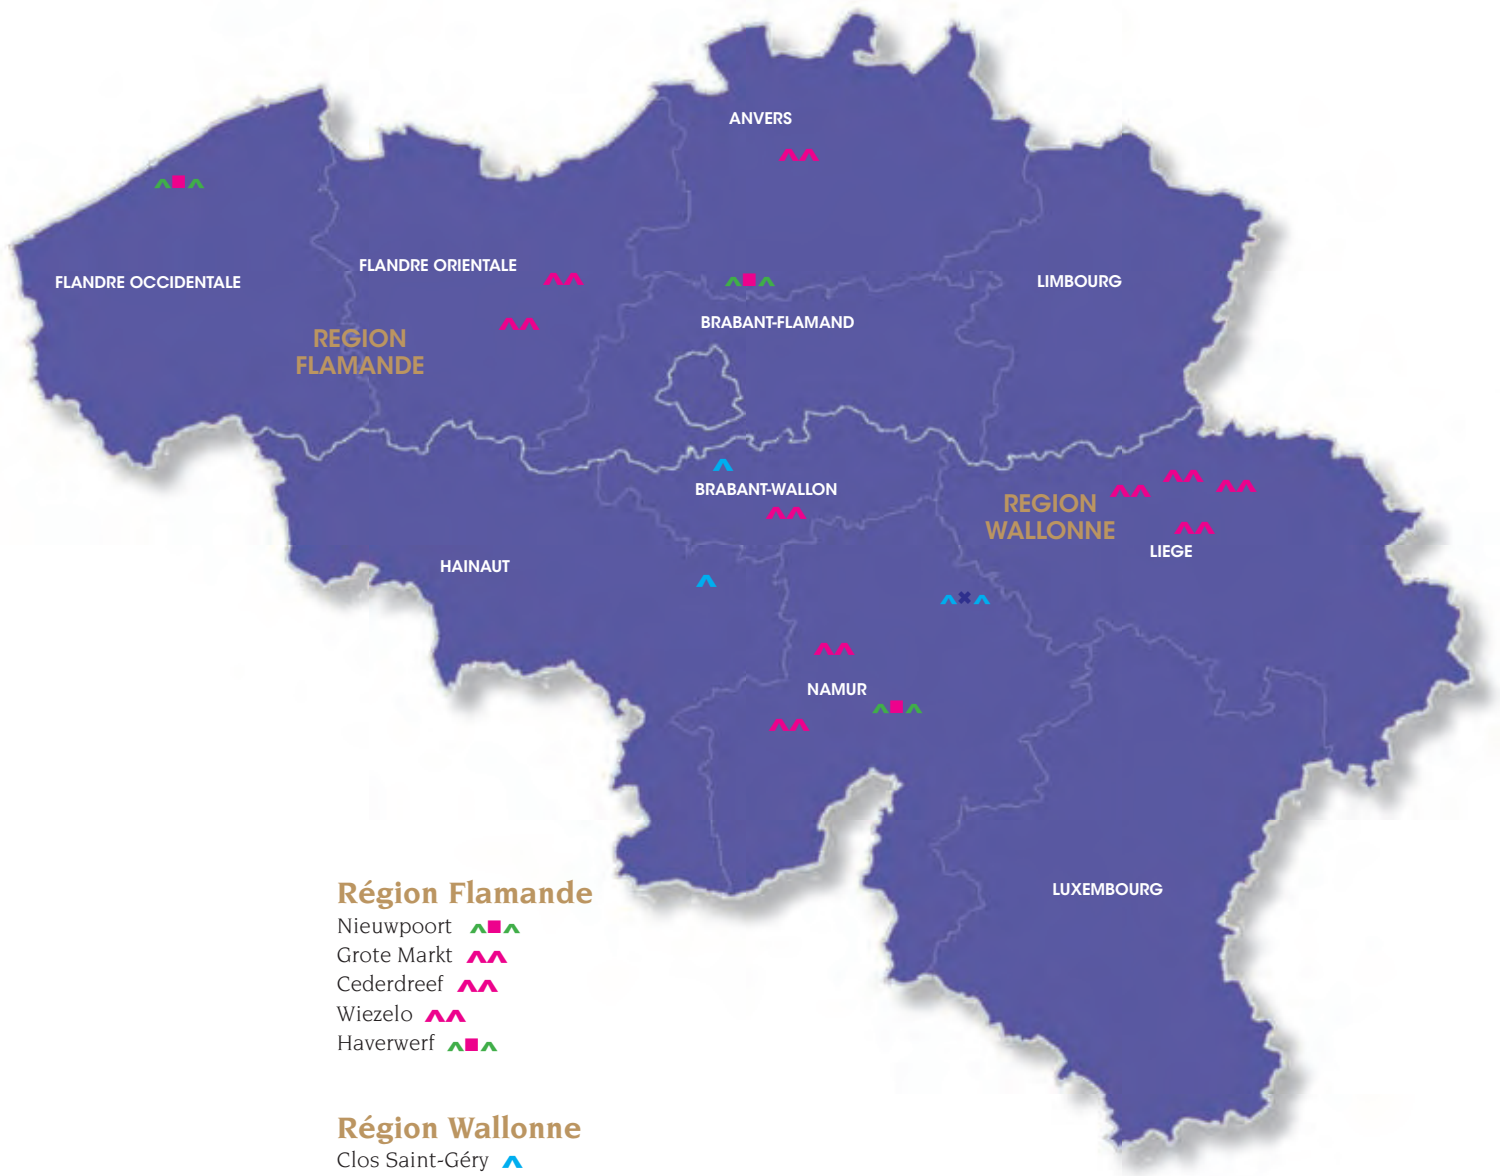 ANVERS
FLANDRE OCCIDENTALE
FLANDRE ORIENTALE
LIMBOURG
BRABANT-FLAMAND
REGION
FLAMANDE
BRABANT-WALLON
REGION
WALLONNE
LIEGE
HAINAUT
NAMUR
LUXEMBOURG
Région Flamande
Nieuwpoort
Grote Markt
Cederdreef
Wiezelo
Haverwerf
Région Wallonne
Clos Saint-Géry